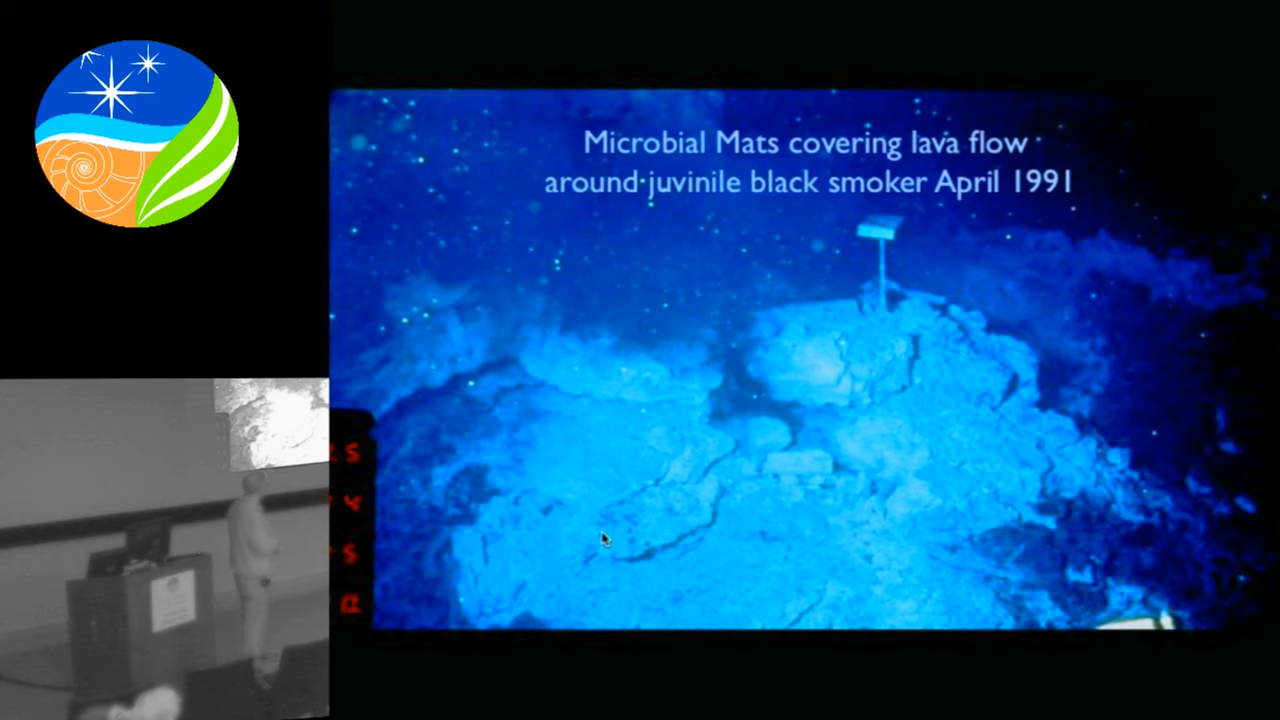 Microbial Mats covering lava flow
around juvinile black smoker April 1991